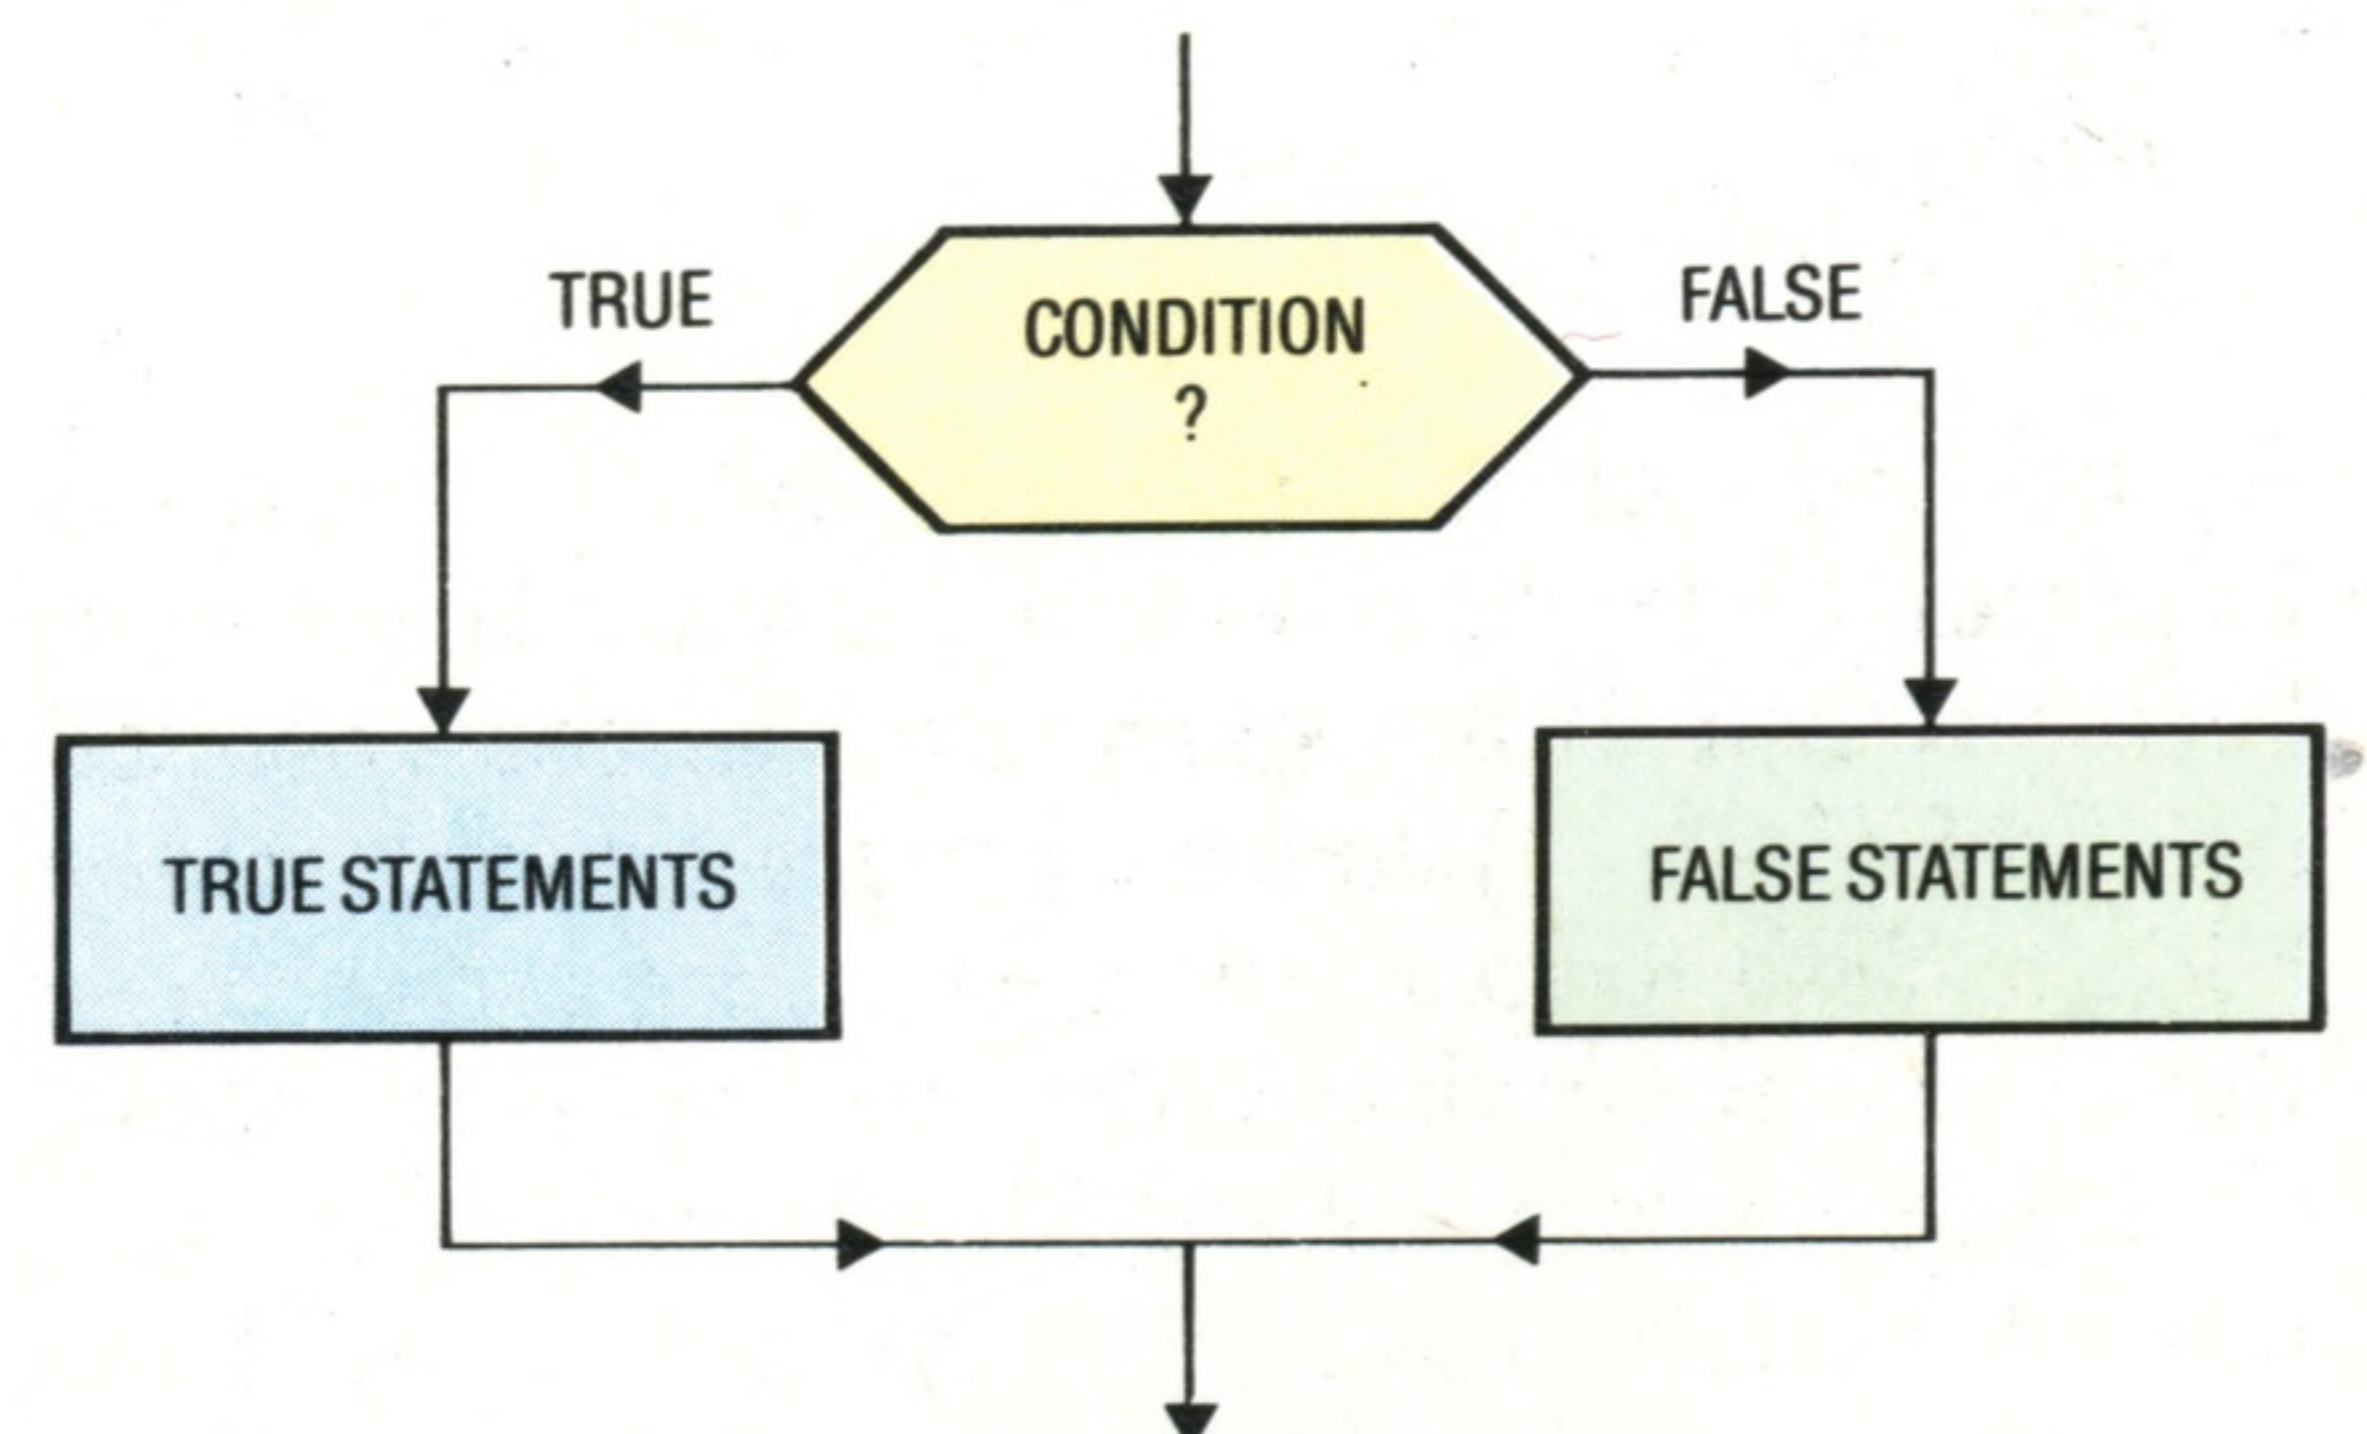 TRUE
CONDITION
?
FALSE
TRUE STATEMENTS
FALSE STATEMENTS